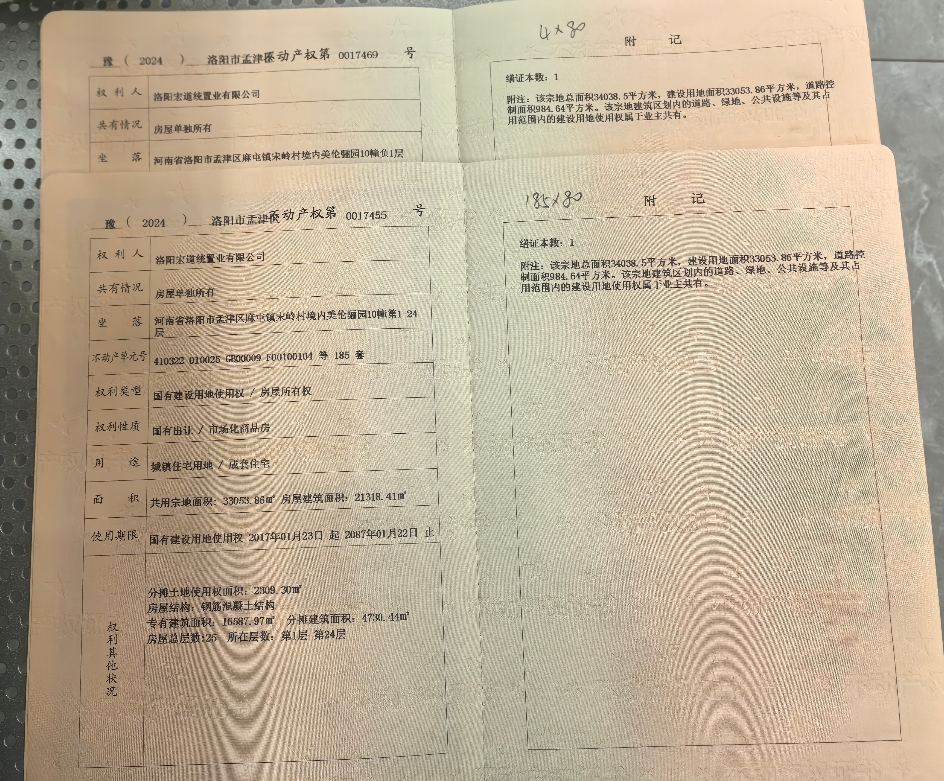 豫 （ 2024 ） 洛阳市孟津区不动产权第 0017469 号
权利人 洛阳宏道统置业有限公司
共有情况 房屋单独所有
坐落 河南省洛阳市孟津区麻屯镇宋岭村境内美伦骊园10幢负1层
4×80
附记
缮证本数：1
附注：该宗地总面积34038.5平方米，建设用地面积33053.86平方米，道路控
制面积984.64平方米。该宗地建筑区划内的道路、绿地、公共设施等及其占
用范围内的建设用地使用权属于业主共有。
豫 （ 2024 ） 洛阳市孟津区不动产权第 0017455 号
权利人 洛阳宏道统置业有限公司
共有情况 房屋单独所有
坐落 河南省洛阳市孟津区麻屯镇宋岭村境内美伦骊园10幢第1-24
层
不动产单元号 410322 010025 GB00009 F00100104 等 185 套
权利类型 国有建设用地使用权 / 房屋所有权
权利性质 国有出让 / 市场化商品房
用途 城镇住宅用地 / 成套住宅
面积 共用宗地面积：33053.86㎡ 房屋建筑面积：21318.41㎡
使用期限 国有建设用地使用权 2017年01月23日 起 2087年01月22日 止
权利其他状况
分摊土地使用权面积：2309.30㎡
房屋结构：钢筋混凝土结构
专有建筑面积：16587.97㎡ 分摊建筑面积：4730.44㎡
房屋总层数:25 所在层数：第1层 第24层
185×80
附记
缮证本数：1
附注：该宗地总面积34038.5平方米，建设用地面积33053.86平方米，道路控
制面积984.64平方米。该宗地建筑区划内的道路、绿地、公共设施等及其占
用范围内的建设用地使用权属于业主共有。